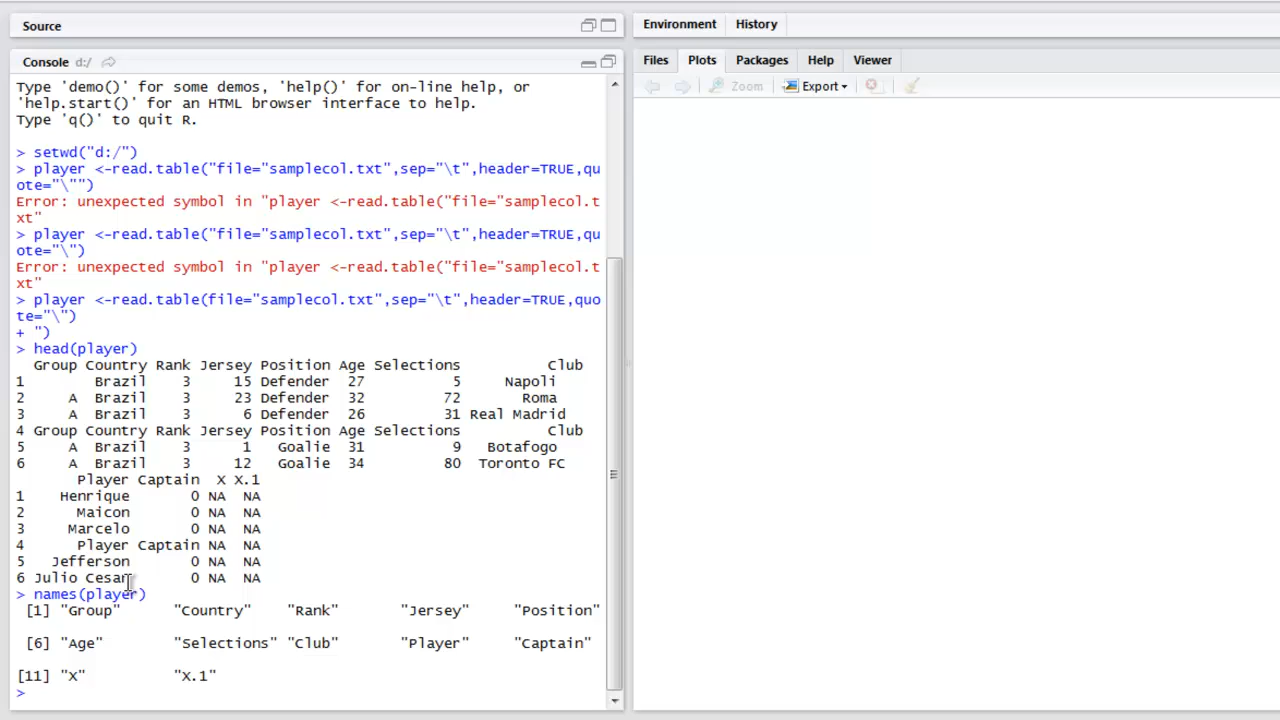 Source
Environment History
Console d:/
Files Plots Packages Help Viewer
Zoom Export
Type 'demo()' for some demos, 'help()' for on-line help, or
'help.start()' for an HTML browser interface to help.
Type 'q()' to quit R.
> setwd("d:/")
> player <-read.table("file="samplecol.txt",sep="\t",header=TRUE,qu
ote="\"")
Error: unexpected symbol in "player <-read.table("file="samplecol.t
xt"
> player <-read.table("file="samplecol.txt",sep="\t",header=TRUE,qu
ote="\")
Error: unexpected symbol in "player <-read.table("file="samplecol.t
xt"
> player <-read.table(file="samplecol.txt",sep="\t",header=TRUE,quo
te="\")
+ ")
> head(player)
Group Country Rank Jersey Position Age Selections Club
1 Brazil 3 15 Defender 27 5 Napoli
2 A Brazil 3 23 Defender 32 72 Roma
3 A Brazil 3 6 Defender 26 31 Real Madrid
4 Group Country Rank Jersey Position Age Selections Club
5 A Brazil 3 1 Goalie 31 9 Botafogo
6 A Brazil 3 12 Goalie 34 80 Toronto FC
Player Captain X X.1
1 Henrique 0 NA NA
2 Maicon 0 NA NA
3 Marcelo 0 NA NA
4 Player Captain NA NA
5 Jefferson 0 NA NA
6 Julio Cesar 0 NA NA
> names(player)
[1] "Group" "Country" "Rank" "Jersey" "Position"
[6] "Age" "Selections" "Club" "Player" "Captain"
[11] "X" "X.1"
>